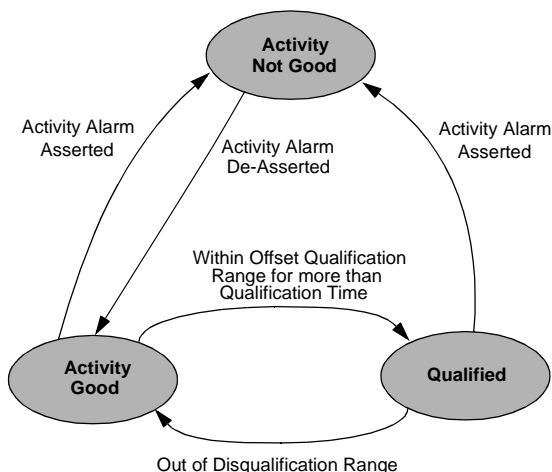 Activity
Not Good
Activity Alarm
Asserted
Activity Alarm
De-Asserted
Activity Alarm
Asserted
Within Offset Qualification
Range for more than
Qualification Time
Activity
Good
Qualified
Out of Disqualification Range